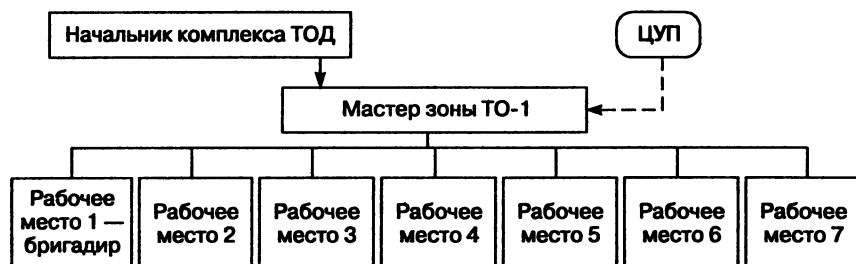 Начальник комплекса ТОД
ЦУП
Мастер зоны ТО-1
Рабочее
место 1 —
бригадир
Рабочее
место 2
Рабочее
место 3
Рабочее
место 4
Рабочее
место 5
Рабочее
место 6
Рабочее
место 7